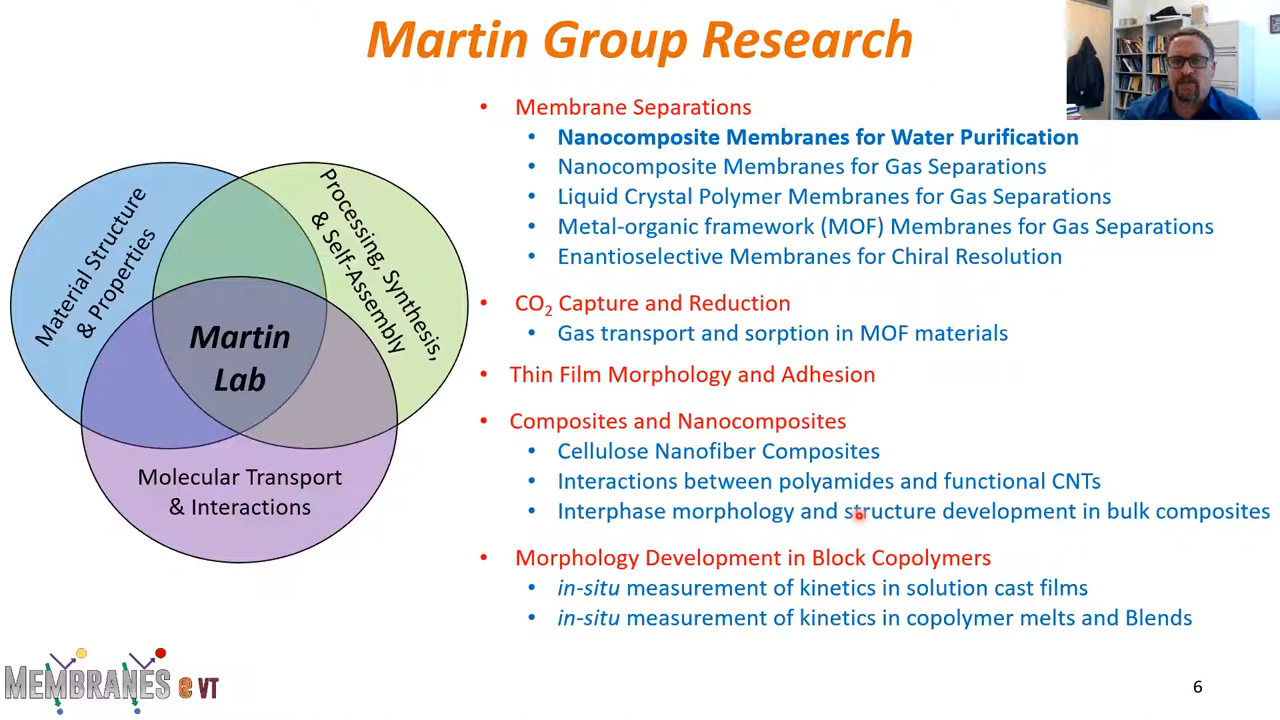 Martin Group Research
Material Structure
& Properties
Processing, Synthesis,
& Self-Assembly
Martin
Lab
Molecular Transport
& Interactions
• Membrane Separations
• Nanocomposite Membranes for Water Purification
• Nanocomposite Membranes for Gas Separations
• Liquid Crystal Polymer Membranes for Gas Separations
• Metal-organic framework (MOF) Membranes for Gas Separations
• Enantioselective Membranes for Chiral Resolution
• CO₂ Capture and Reduction
• Gas transport and sorption in MOF materials
• Thin Film Morphology and Adhesion
• Composites and Nanocomposites
• Cellulose Nanofiber Composites
• Interactions between polyamides and functional CNTs
• Interphase morphology and structure development in bulk composites
• Morphology Development in Block Copolymers
• in-situ measurement of kinetics in solution cast films
• in-situ measurement of kinetics in copolymer melts and Blends
MEMBRANES @ VT
6